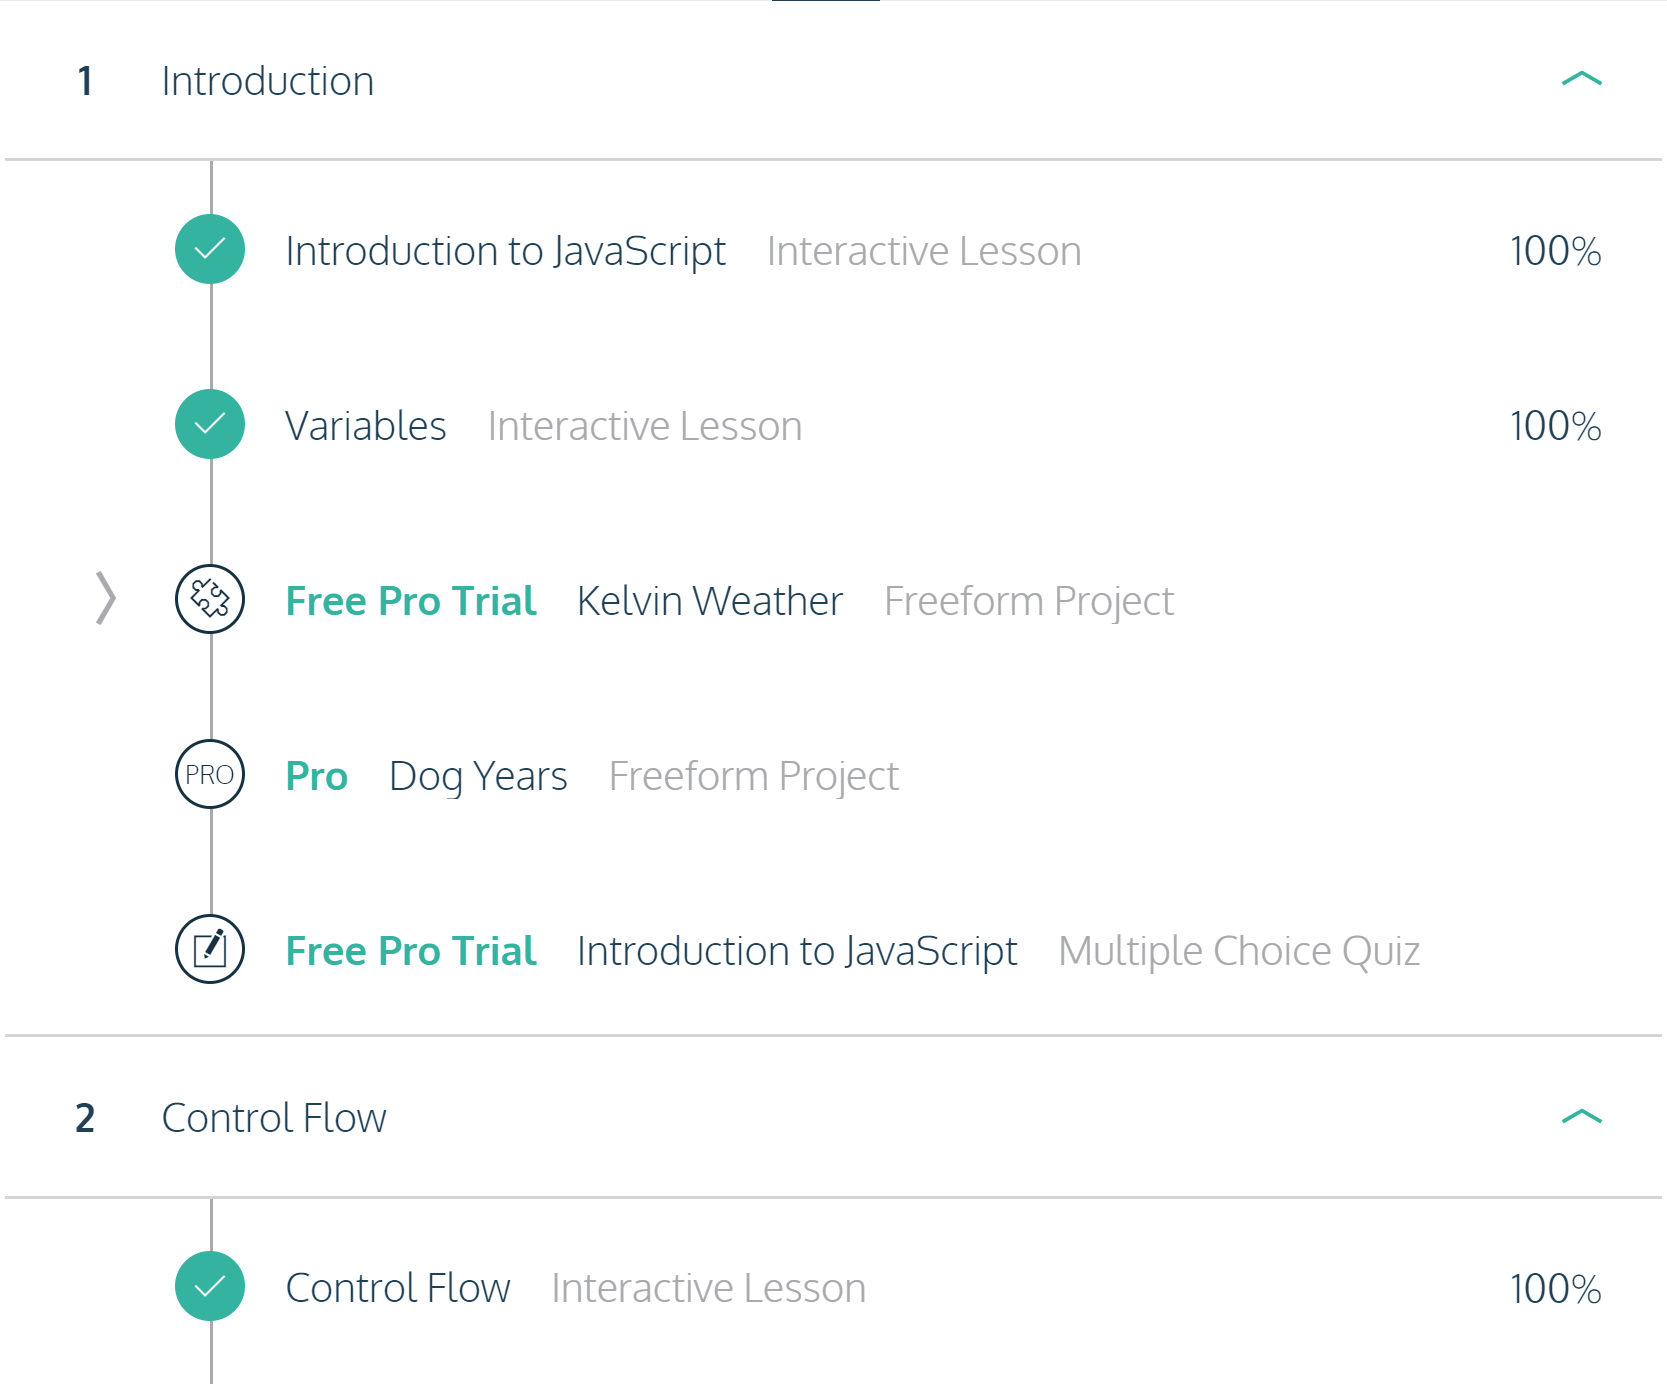 1 Introduction
Introduction to JavaScript Interactive Lesson 100%
Variables Interactive Lesson 100%
Free Pro Trial Kelvin Weather Freeform Project
PRO Pro Dog Years Freeform Project
Free Pro Trial Introduction to JavaScript Multiple Choice Quiz
2 Control Flow
Control Flow Interactive Lesson 100%